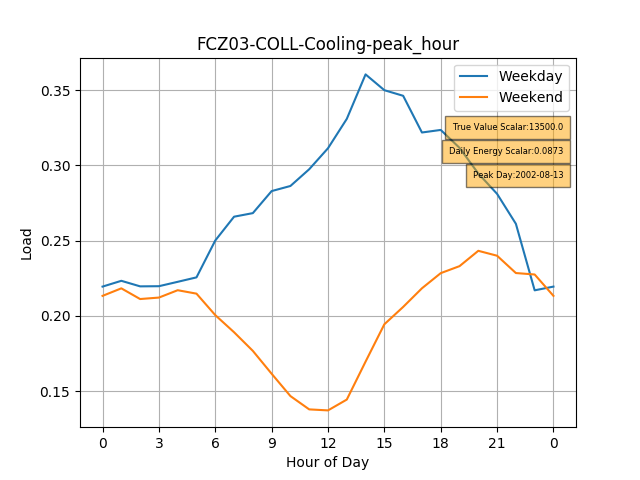 FCZ03-COLL-Cooling-peak_hour
Weekday
Weekend
True Value Scalar:13500.0
Daily Energy Scalar:0.0873
Peak Day:2002-08-13
Load
0.35
0.30
0.25
0.20
0.15
0 3 6 9 12 15 18 21 0
Hour of Day